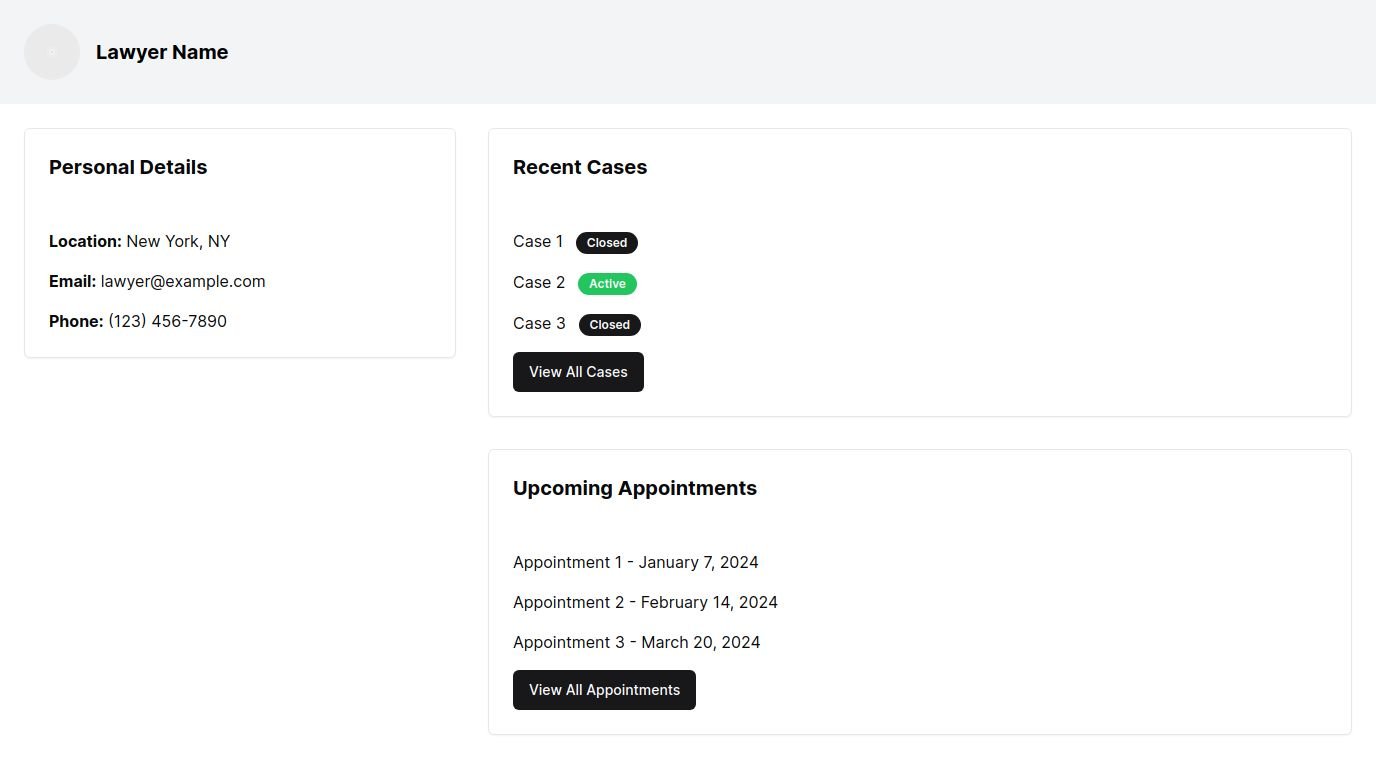 Lawyer Name
Personal Details
Location: New York, NY
Email: lawyer@example.com
Phone: (123) 456-7890
Recent Cases
Case 1 Closed
Case 2 Active
Case 3 Closed
View All Cases
Upcoming Appointments
Appointment 1 - January 7, 2024
Appointment 2 - February 14, 2024
Appointment 3 - March 20, 2024
View All Appointments